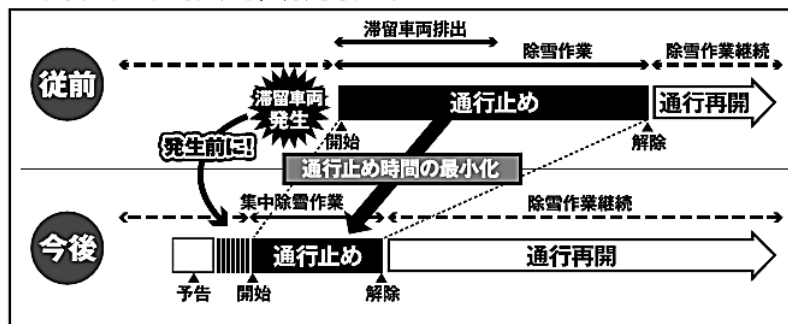 滞留車両排出
除雪作業
除雪作業継続
従前
滞留車両
発生
通行止め
通行再開
開始
解除
発生前に!
通行止め時間の最小化
集中除雪作業
除雪作業継続
今後
通行止め
通行再開
予告
開始
解除